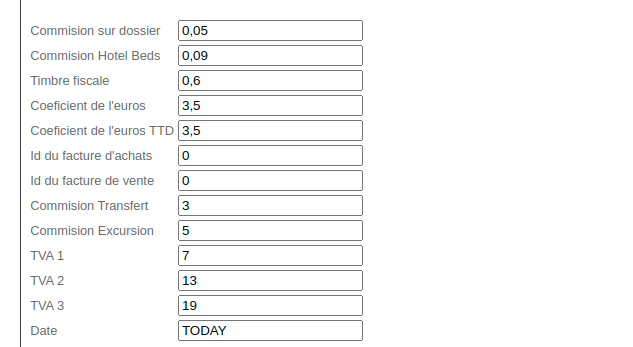 Commision sur dossier 0,05
Commision Hotel Beds 0,09
Timbre fiscale 0,6
Coeficient de l'euros 3,5
Coeficient de l'euros TTD 3,5
Id du facture d'achats 0
Id du facture de vente 0
Commision Transfert 3
Commision Excursion 5
TVA 1 7
TVA 2 13
TVA 3 19
Date TODAY